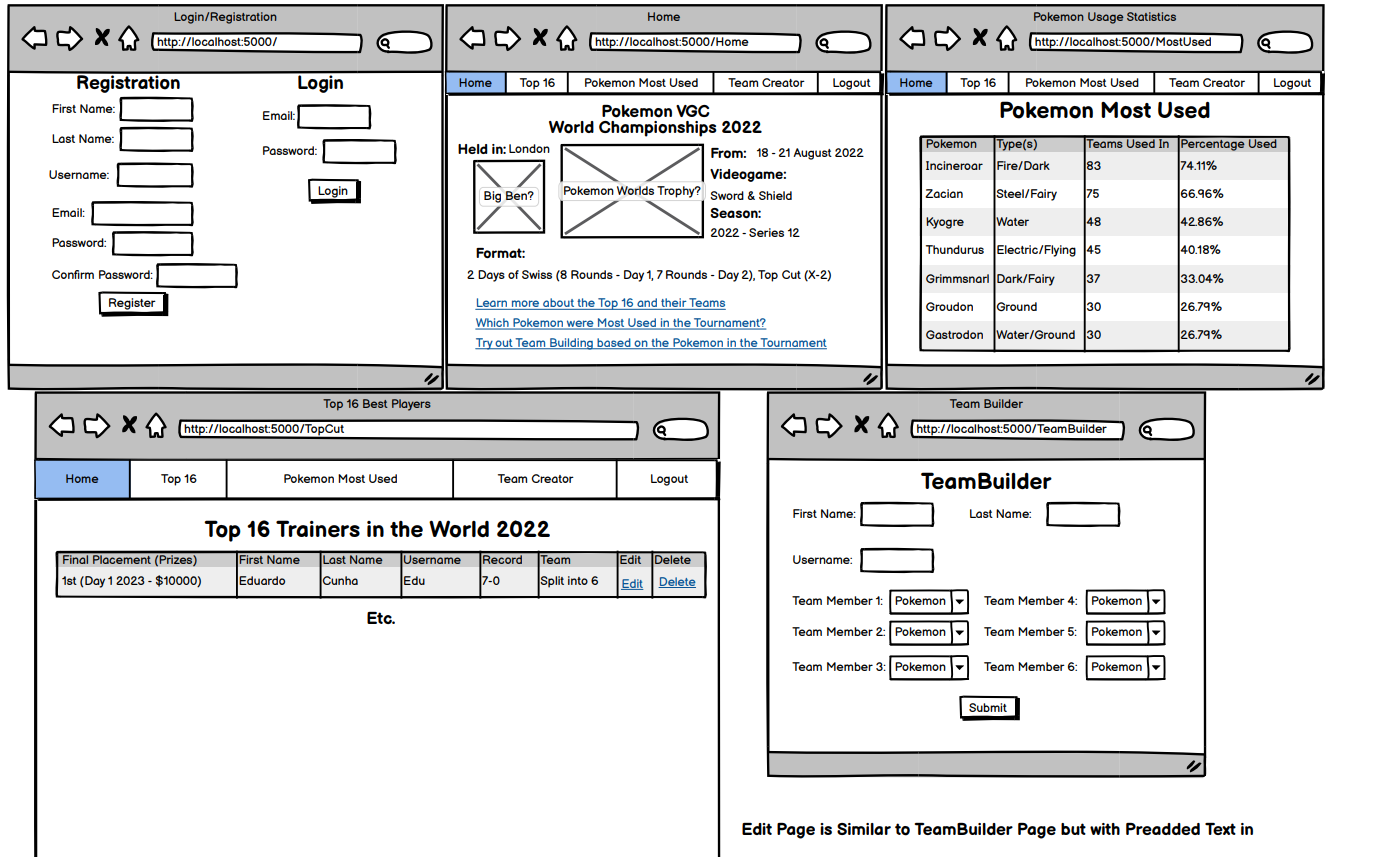 Login/Registration
http://localhost:5000/
Registration
Login
First Name:
Last Name:
Username:
Email:
Password:
Confirm Password:
Register
Email:
Password:
Login
Home
http://localhost:5000/Home
Home Top 16 Pokemon Most Used Team Creator Logout
Pokemon VGC
World Championships 2022
Held in: London
Big Ben?
Pokemon Worlds Trophy?
From: 18 - 21 August 2022
Videogame:
Sword & Shield
Season:
2022 - Series 12
Format:
2 Days of Swiss (8 Rounds - Day 1, 7 Rounds - Day 2), Top Cut (X-2)
Learn more about the Top 16 and their Teams
Which Pokemon were Most Used in the Tournament?
Try out Team Building based on the Pokemon in the Tournament
Pokemon Usage Statistics
http://localhost:5000/MostUsed
Home Top 16 Pokemon Most Used Team Creator Logout
Pokemon Most Used
Pokemon Type(s) Teams Used In Percentage Used
Incineroar Fire/Dark 83 74.11%
Zacian Steel/Fairy 75 66.96%
Kyogre Water 48 42.86%
Thundurus Electric/Flying 45 40.18%
Grimmsnarl Dark/Fairy 37 33.04%
Groudon Ground 30 26.79%
Gastrodon Water/Ground 30 26.79%
Top 16 Best Players
http://localhost:5000/TopCut
Home Top 16 Pokemon Most Used Team Creator Logout
Top 16 Trainers in the World 2022
Final Placement (Prizes) First Name Last Name Username Record Team Edit Delete
1st (Day 1 2023 - $10000) Eduardo Cunha Edu 7-0 Split into 6 Edit Delete
Etc.
Team Builder
http://localhost:5000/TeamBuilder
TeamBuilder
First Name: Last Name:
Username:
Team Member 1: Pokemon Team Member 4: Pokemon
Team Member 2: Pokemon Team Member 5: Pokemon
Team Member 3: Pokemon Team Member 6: Pokemon
Submit
Edit Page is Similar to TeamBuilder Page but with Preadded Text in